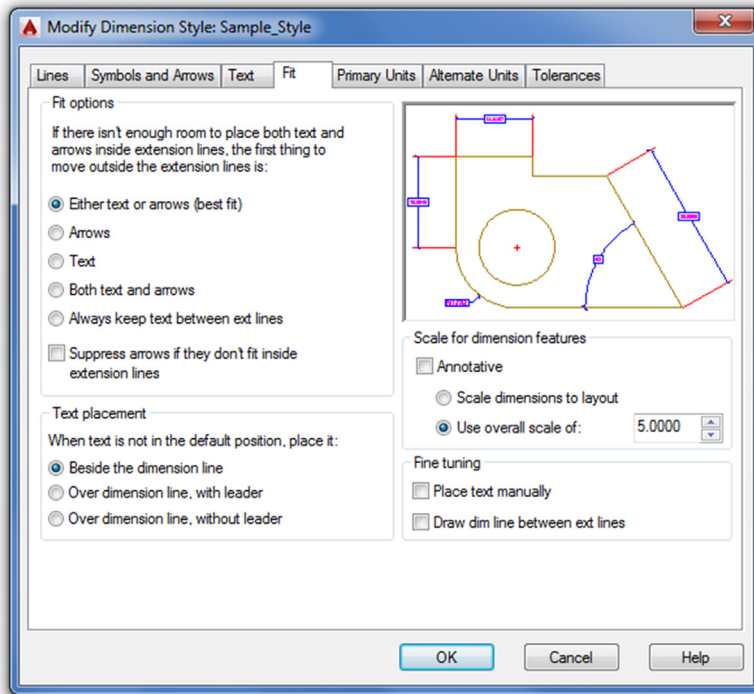 Modify Dimension Style: Sample_Style
Lines
Symbols and Arrows
Text
Fit
Primary Units
Alternate Units
Tolerances
Fit options
If there isn't enough room to place both text and
arrows inside extension lines, the first thing to
move outside the extension lines is:
Either text or arrows (best fit)
Arrows
Text
Both text and arrows
Always keep text between ext lines
Suppress arrows if they don't fit inside
extension lines
Text placement
When text is not in the default position, place it:
Beside the dimension line
Over dimension line, with leader
Over dimension line, without leader
Scale for dimension features
Annotative
Scale dimensions to layout
Use overall scale of:
5.0000
Fine tuning
Place text manually
Draw dim line between ext lines
OK
Cancel
Help